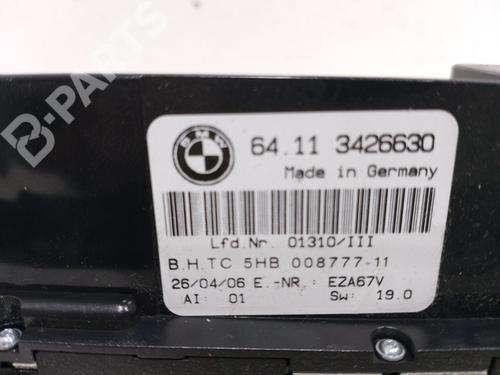 B-PARTS
BMW
64.11 3426630
Made in Germany
Lfd.Nr. 01310/III
B.H.TC 5HB 008777-11
26/04/06 E.-NR.: EZA67V
AI: 01 SW: 19.0